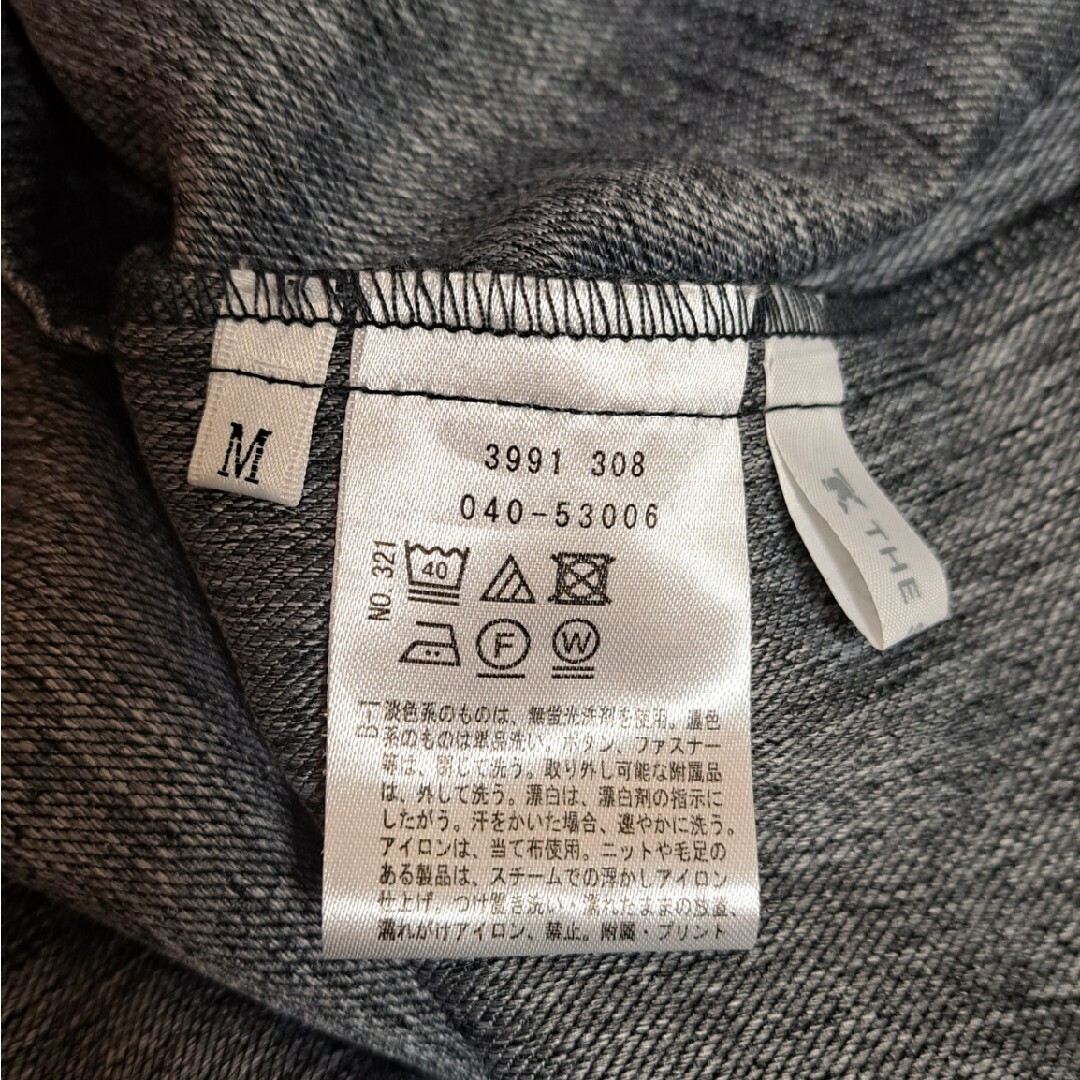 M
3991 308
040-53006
NO.321
40
F
W
B-1
淡色系のものは、無蛍光洗剤を使用。濃色
系のものは単品洗い。ボタン、ファスナー
等は、閉じて洗う。取り外し可能な附属品
は、外して洗う。漂白は、漂白剤の指示に
したがう。汗をかいた場合、速やかに洗う。
アイロンは、当て布使用。ニットや毛足の
ある製品は、スチームでの浮かしアイロン
仕上げ。つけ置き洗い・濡れたままの放置、
濡れがけアイロン、禁止。附属・プリント
THE